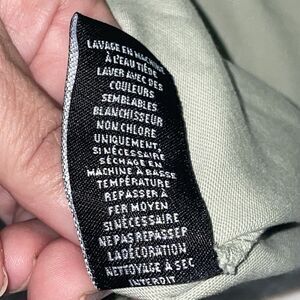 LAVAGE EN MACHINE
À L'EAU TIÈDE
LAVER AVEC DES
COULEURS
SEMBLABLES
BLANCHISSEUR
NON CHLORE
UNIQUEMENT,
SI NÉCESSAIRE
SÉCHAGE EN
MACHINE À BASSE
TEMPÉRATURE
REPASSER À
FER MOYEN
SI NÉCESSAIRE
NE PAS REPASSER
LA DÉCORATION
NETTOYAGE À SEC
INTERDIT